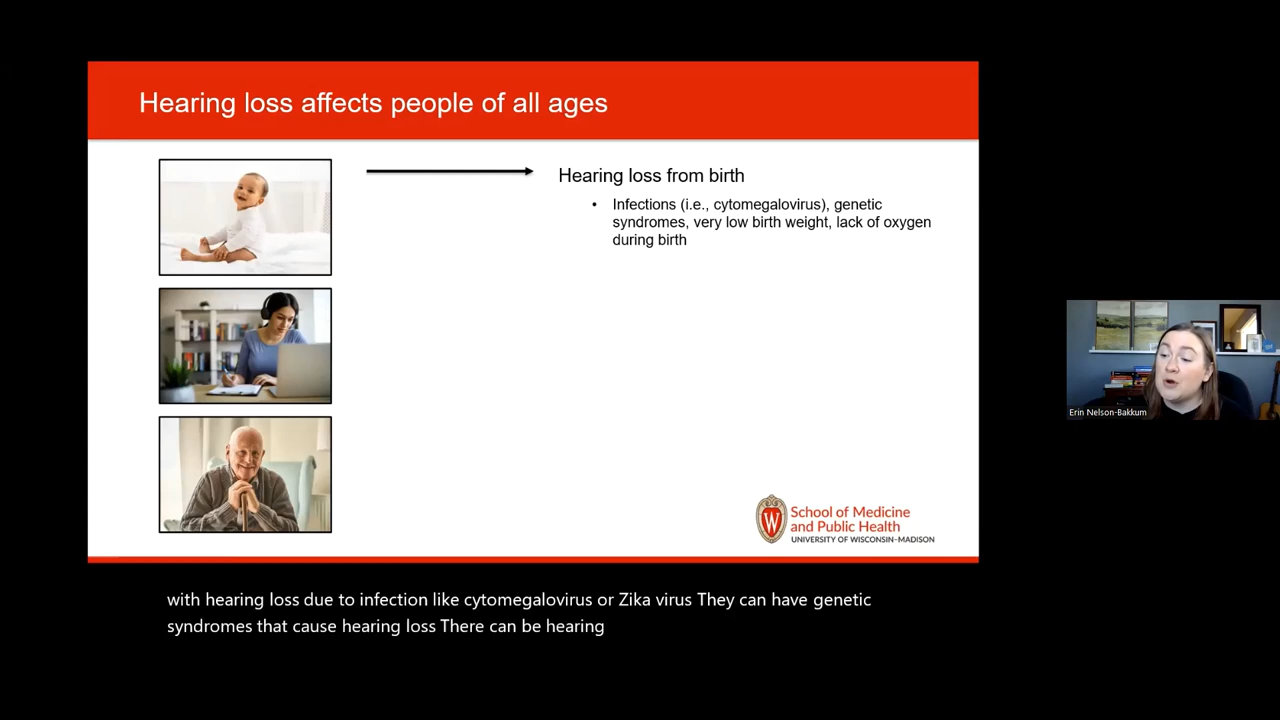 Hearing loss affects people of all ages
Hearing loss from birth
• Infections (i.e., cytomegalovirus), genetic
syndromes, very low birth weight, lack of oxygen
during birth
W
School of Medicine
and Public Health
UNIVERSITY OF WISCONSIN–MADISON
Erin Nelson-Bakkum
with hearing loss due to infection like cytomegalovirus or Zika virus They can have genetic
syndromes that cause hearing loss There can be hearing